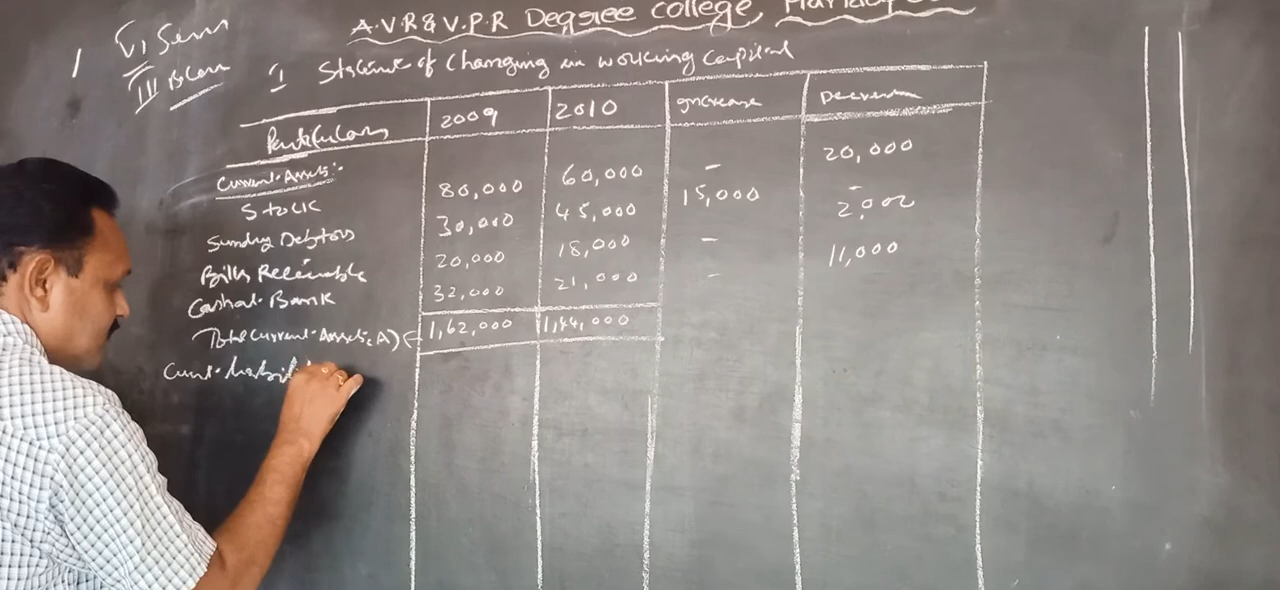 A.V.R & V.P.R Degree College,
VI Sem
III B.Com
1 Statement of Changing in working capital
Particulars 2009 2010 Increase Decrease
Current Assets:-
Stock 80,000 60,000 - 20,000
Sundry Debtors 30,000 45,000 15,000 -
Bills Receivable 20,000 18,000 - 2,000
Cash at Bank 32,000 21,000 - 11,000
Total Current Assets (A) 1,62,000 1,44,000